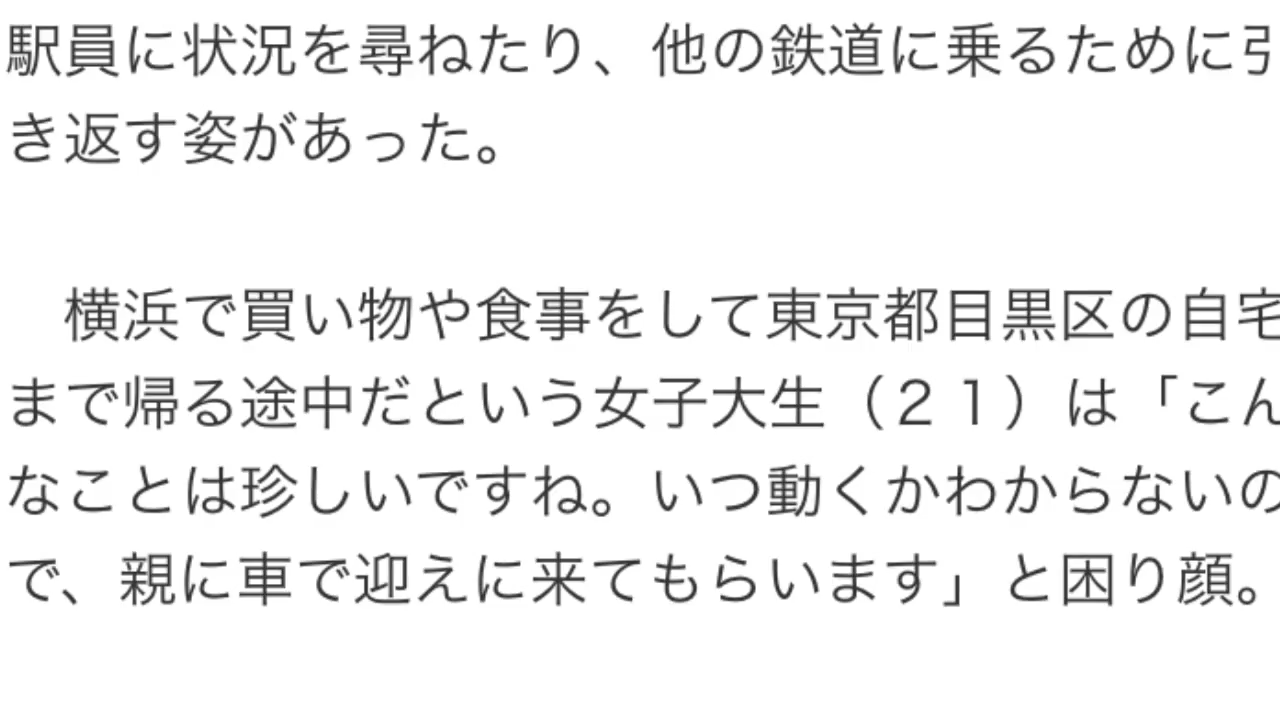 駅員に状況を尋ねたり、他の鉄道に乗るために引
き返す姿があった。
　横浜で買い物や食事をして東京都目黒区の自宅
まで帰る途中だという女子大生（２１）は「こん
なことは珍しいですね。いつ動くかわからないの
で、親に車で迎えに来てもらいます」と困り顔。